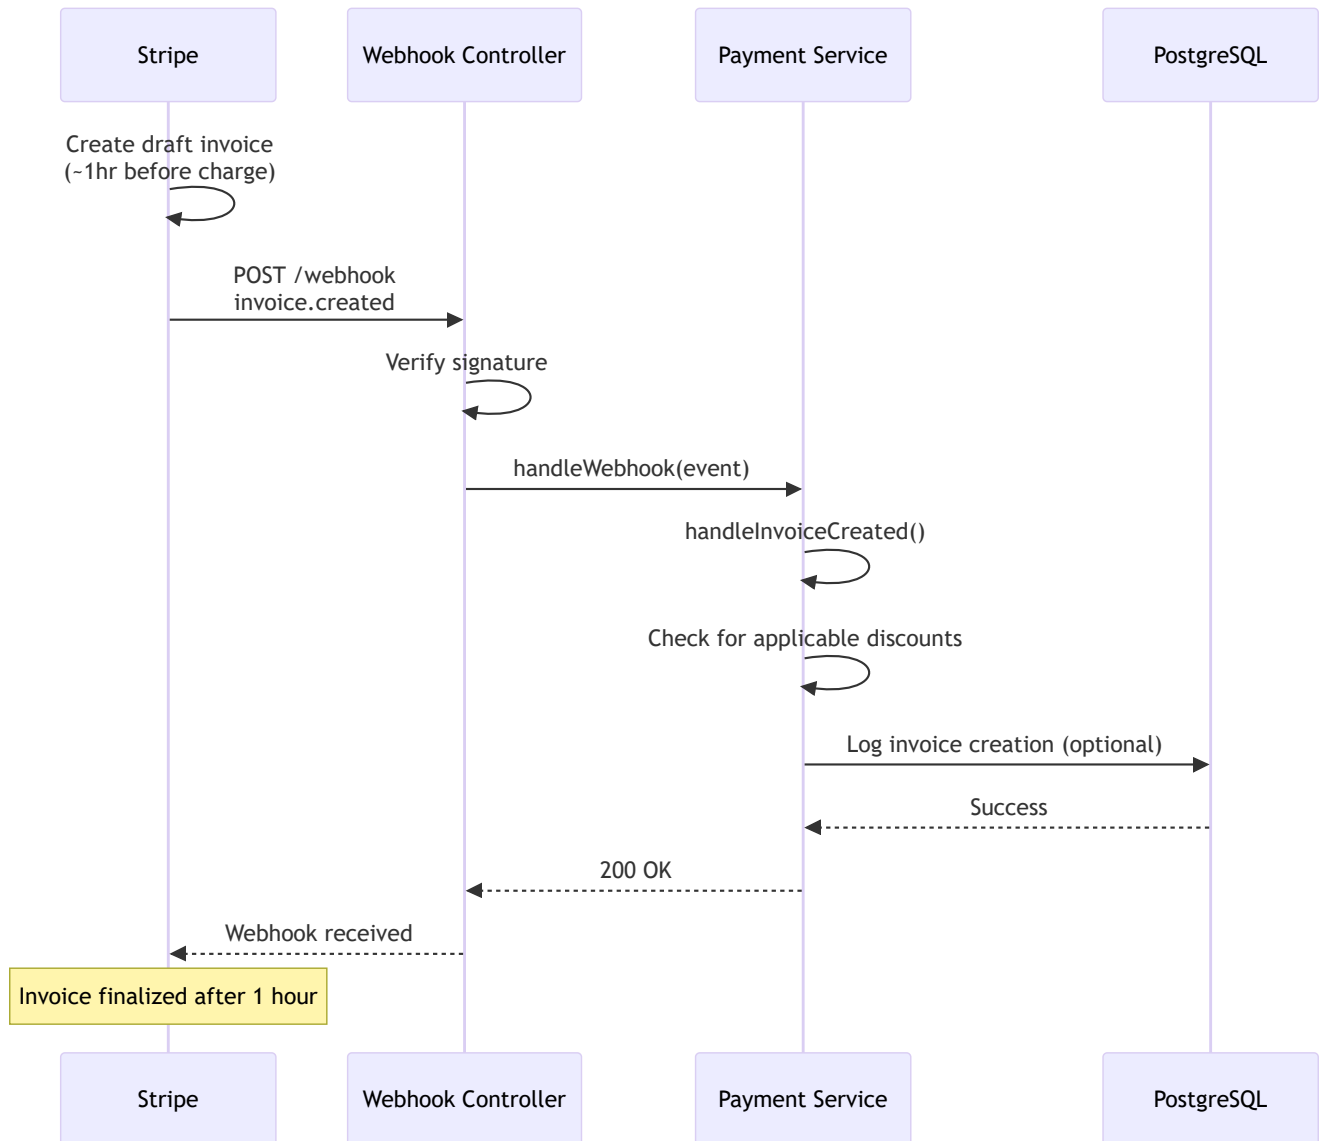 Stripe
Webhook Controller
Payment Service
PostgreSQL
Create draft invoice
(~1hr before charge)
POST /webhook
invoice.created
Verify signature
handleWebhook(event)
handleInvoiceCreated()
Check for applicable discounts
Log invoice creation (optional)
Success
200 OK
Webhook received
Invoice finalized after 1 hour
Stripe
Webhook Controller
Payment Service
PostgreSQL